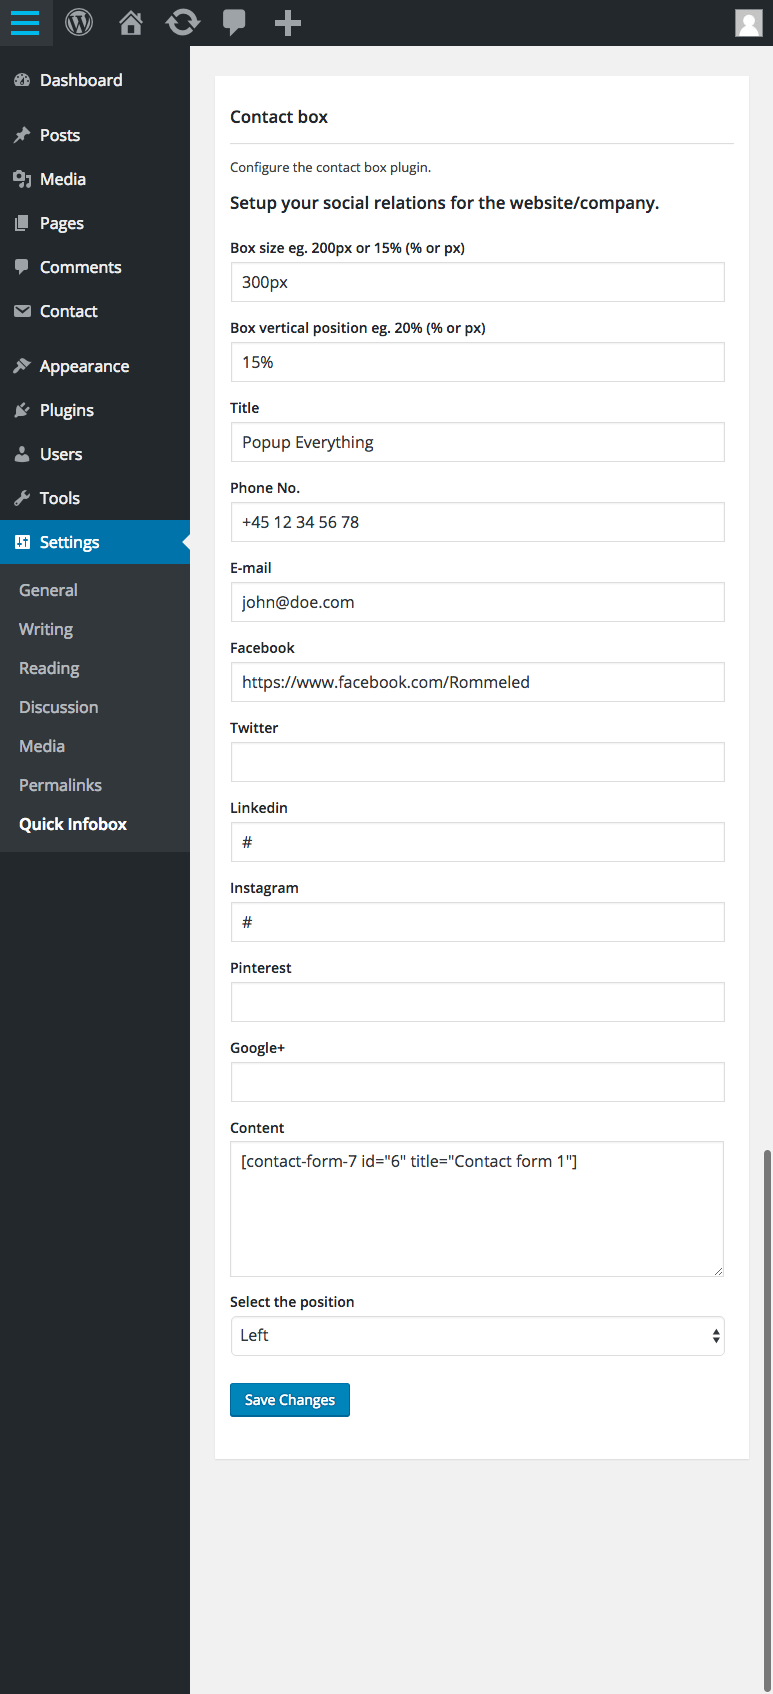 Dashboard
Posts
Media
Pages
Comments
Contact
Appearance
Plugins
Users
Tools
Settings
General
Writing
Reading
Discussion
Media
Permalinks
Quick Infobox
Contact box
Configure the contact box plugin.
Setup your social relations for the website/company.
Box size eg. 200px or 15% (% or px)
300px
Box vertical position eg. 20% (% or px)
15%
Title
Popup Everything
Phone No.
+45 12 34 56 78
E-mail
john@doe.com
Facebook
https://www.facebook.com/Rommeled
Twitter
Linkedin
#
Instagram
#
Pinterest
Google+
Content
[contact-form-7 id="6" title="Contact form 1"]
Select the position
Left
Save Changes